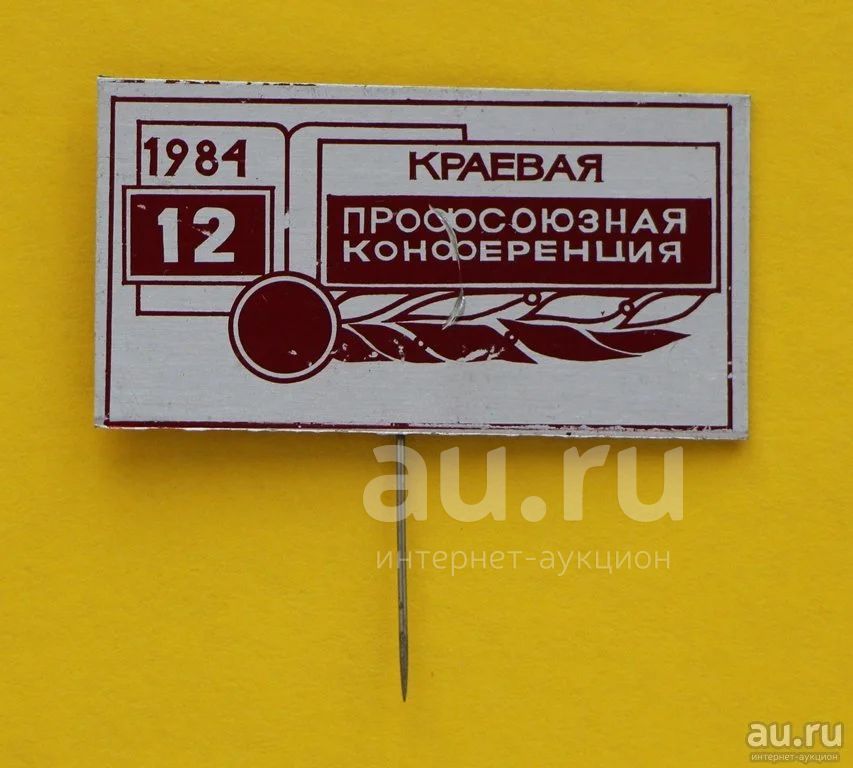 1984
12
КРАЕВАЯ
ПРОФСОЮЗНАЯ
КОНФЕРЕНЦИЯ
au.ru
интернет-аукцион
au.ru
интернет-аукцион